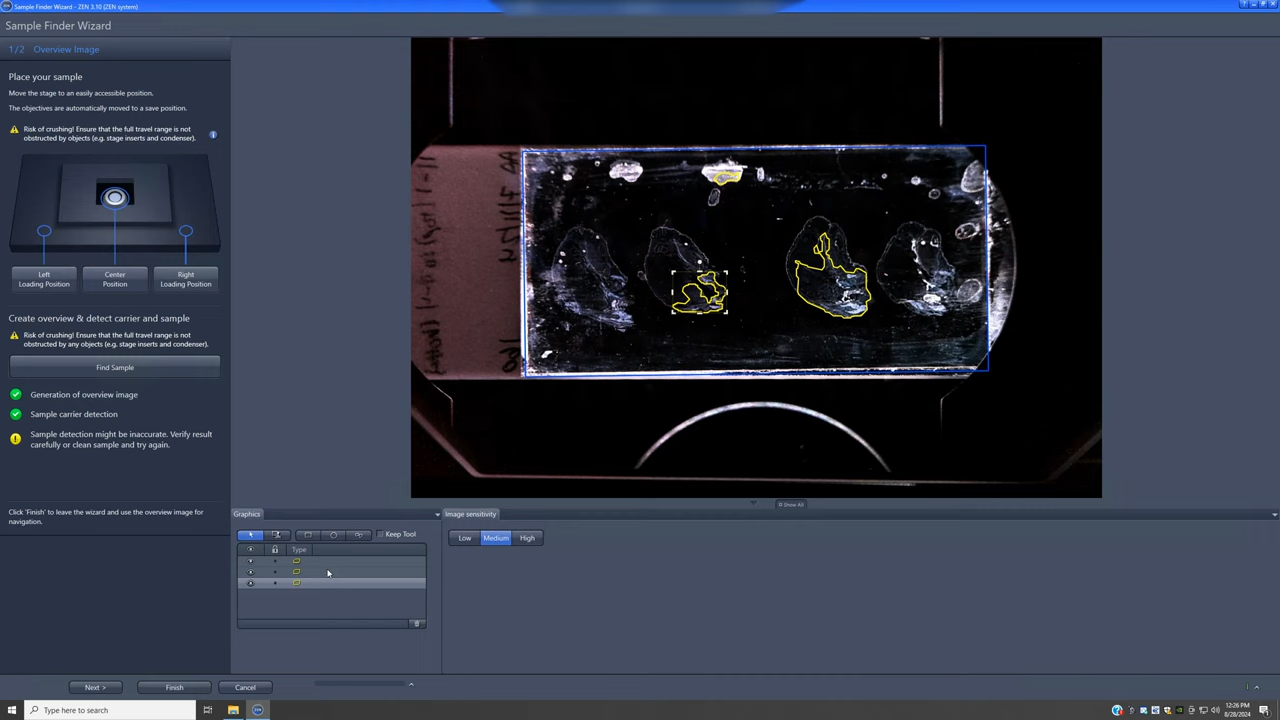 Sample Finder Wizard - ZEN 3.10 (ZEN system)
Sample Finder Wizard
1/2 Overview Image
Place your sample
Move the stage to an easily accessible position.
The objectives are automatically moved to a save position.
Risk of crushing! Ensure that the full travel range is not
obstructed by objects (e.g. stage inserts and condenser).
Left
Loading Position
Center
Position
Right
Loading Position
Create overview & detect carrier and sample
Risk of crushing! Ensure that the full travel range is not
obstructed by any objects (e.g. stage inserts and condenser).
Find Sample
Generation of overview image
Sample carrier detection
Sample detection might be inaccurate. Verify result
carefully or clean sample and try again.
Click 'Finish' to leave the wizard and use the overview image for
navigation.
Show All
Graphics
Keep Tool
Type
Image sensitivity
Low
Medium
High
Next >
Finish
Cancel
Type here to search
12:26 PM
8/28/2024